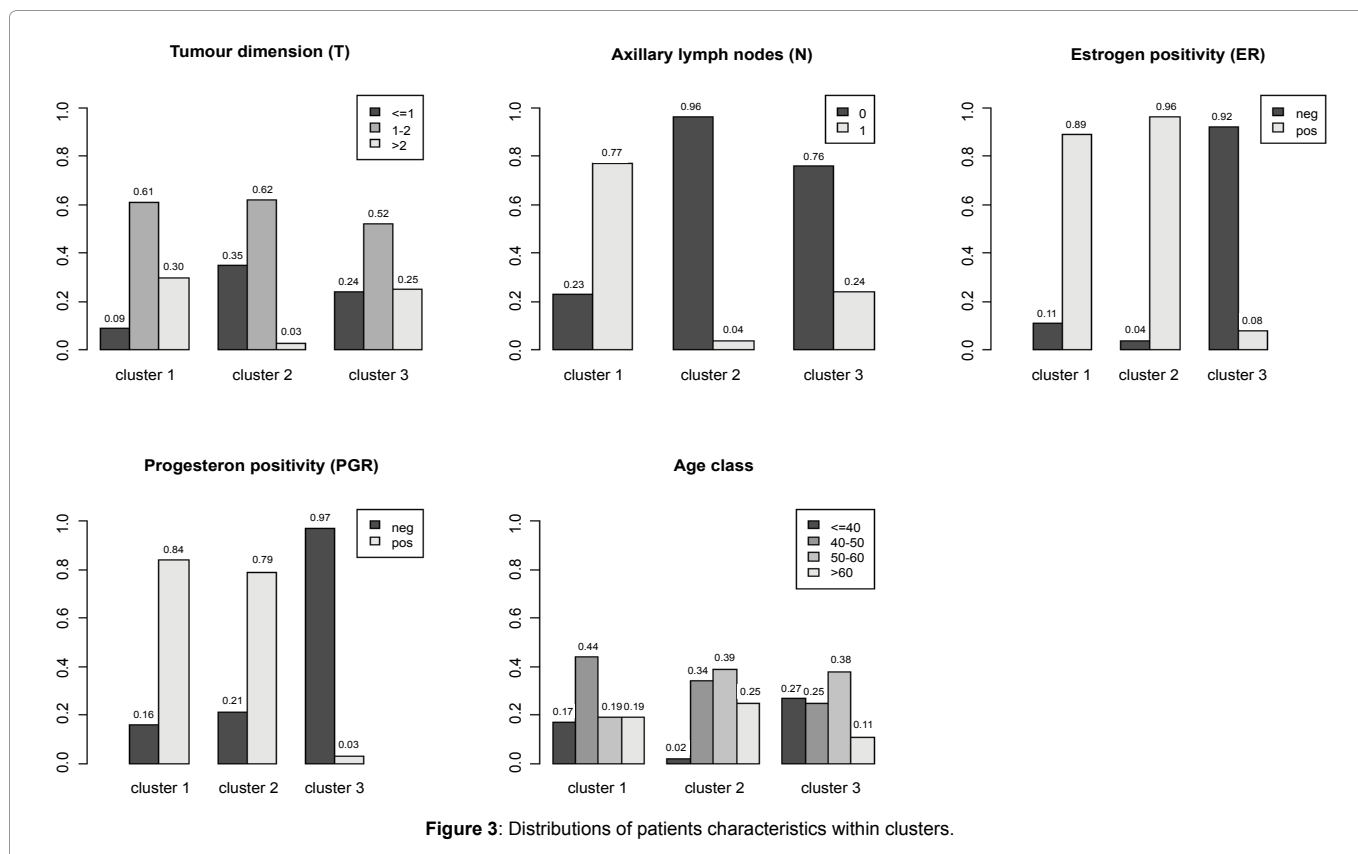 Tumour dimension (T)
<=1
1-2
>2
0.0 0.2 0.4 0.6 0.8 1.0
0.09 0.61 0.30 0.35 0.62 0.03 0.24 0.52 0.25
cluster 1 cluster 2 cluster 3
Axillary lymph nodes (N)
0
1
0.0 0.2 0.4 0.6 0.8 1.0
0.23 0.77 0.96 0.04 0.76 0.24
cluster 1 cluster 2 cluster 3
Estrogen positivity (ER)
neg
pos
0.0 0.2 0.4 0.6 0.8 1.0
0.11 0.89 0.04 0.96 0.92 0.08
cluster 1 cluster 2 cluster 3
Progesteron positivity (PGR)
neg
pos
0.0 0.2 0.4 0.6 0.8 1.0
0.16 0.84 0.21 0.79 0.97 0.03
cluster 1 cluster 2 cluster 3
Age class
<=40
40-50
50-60
>60
0.0 0.2 0.4 0.6 0.8 1.0
0.17 0.44 0.19 0.19 0.02 0.34 0.39 0.25 0.27 0.25 0.38 0.11
cluster 1 cluster 2 cluster 3
Figure 3: Distributions of patients characteristics within clusters.